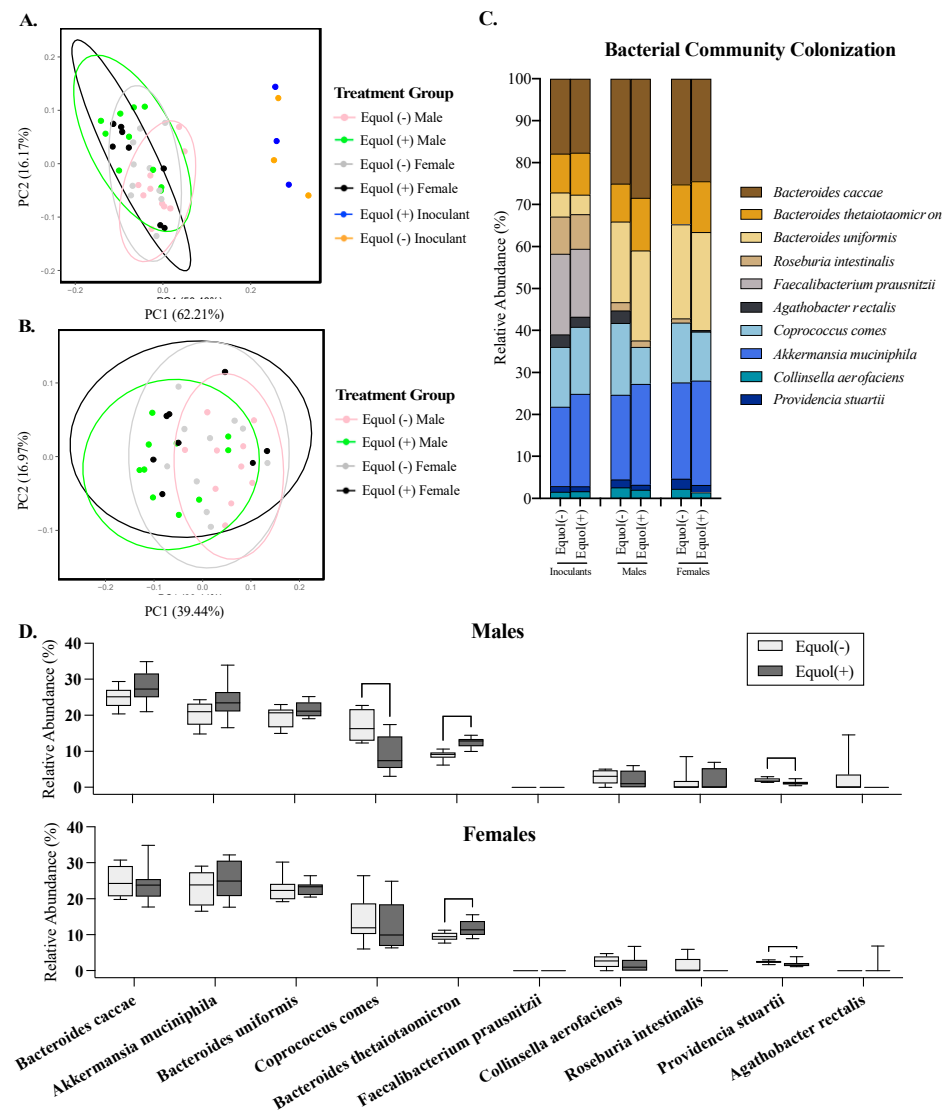 A.
0.2
0.1
0.0
0.1
0.2
−0.2
0.0
0.2
PC2 (16.17%)
PC1 (62.21%)
Treatment Group
Equol (-) Male
Equol (+) Male
Equol (-) Female
Equol (+) Female
Equol (+) Inoculant
Equol (-) Inoculant
B.
0.1
0.0
−0.1
−0.2
−0.1
0.0
0.1
0.2
PC2 (16.97%)
PC1 (39.44%)
Treatment Group
Equol (-) Male
Equol (+) Male
Equol (-) Female
Equol (+) Female
C.
Bacterial Community Colonization
Relative Abundance (%)
100
90
80
70
60
50
40
30
20
10
0
Equol(-)
Equol(+)
Equol(-)
Equol(+)
Equol(-)
Equol(+)
Inoculants
Males
Females
Bacteroides caccae
Bacteroides thetaiotaomicron
Bacteroides uniformis
Roseburia intestinalis
Faecalibacterium prausnitzii
Agathobacter rectalis
Coprococcus comes
Akkermansia muciniphila
Collinsella aerofaciens
Providencia stuartii
D.
Males
Relative Abundance (%)
40
30
20
10
0
Equol(-)
Equol(+)
Females
Relative Abundance (%)
40
30
20
10
0
Bacteroides caccae
Akkermansia muciniphila
Bacteroides uniformis
Coprococcus comes
Bacteroides thetaiotaomicron
Faecalibacterium prausnitzii
Collinsella aerofaciens
Roseburia intestinalis
Providencia stuartii
Agathobacter rectalis